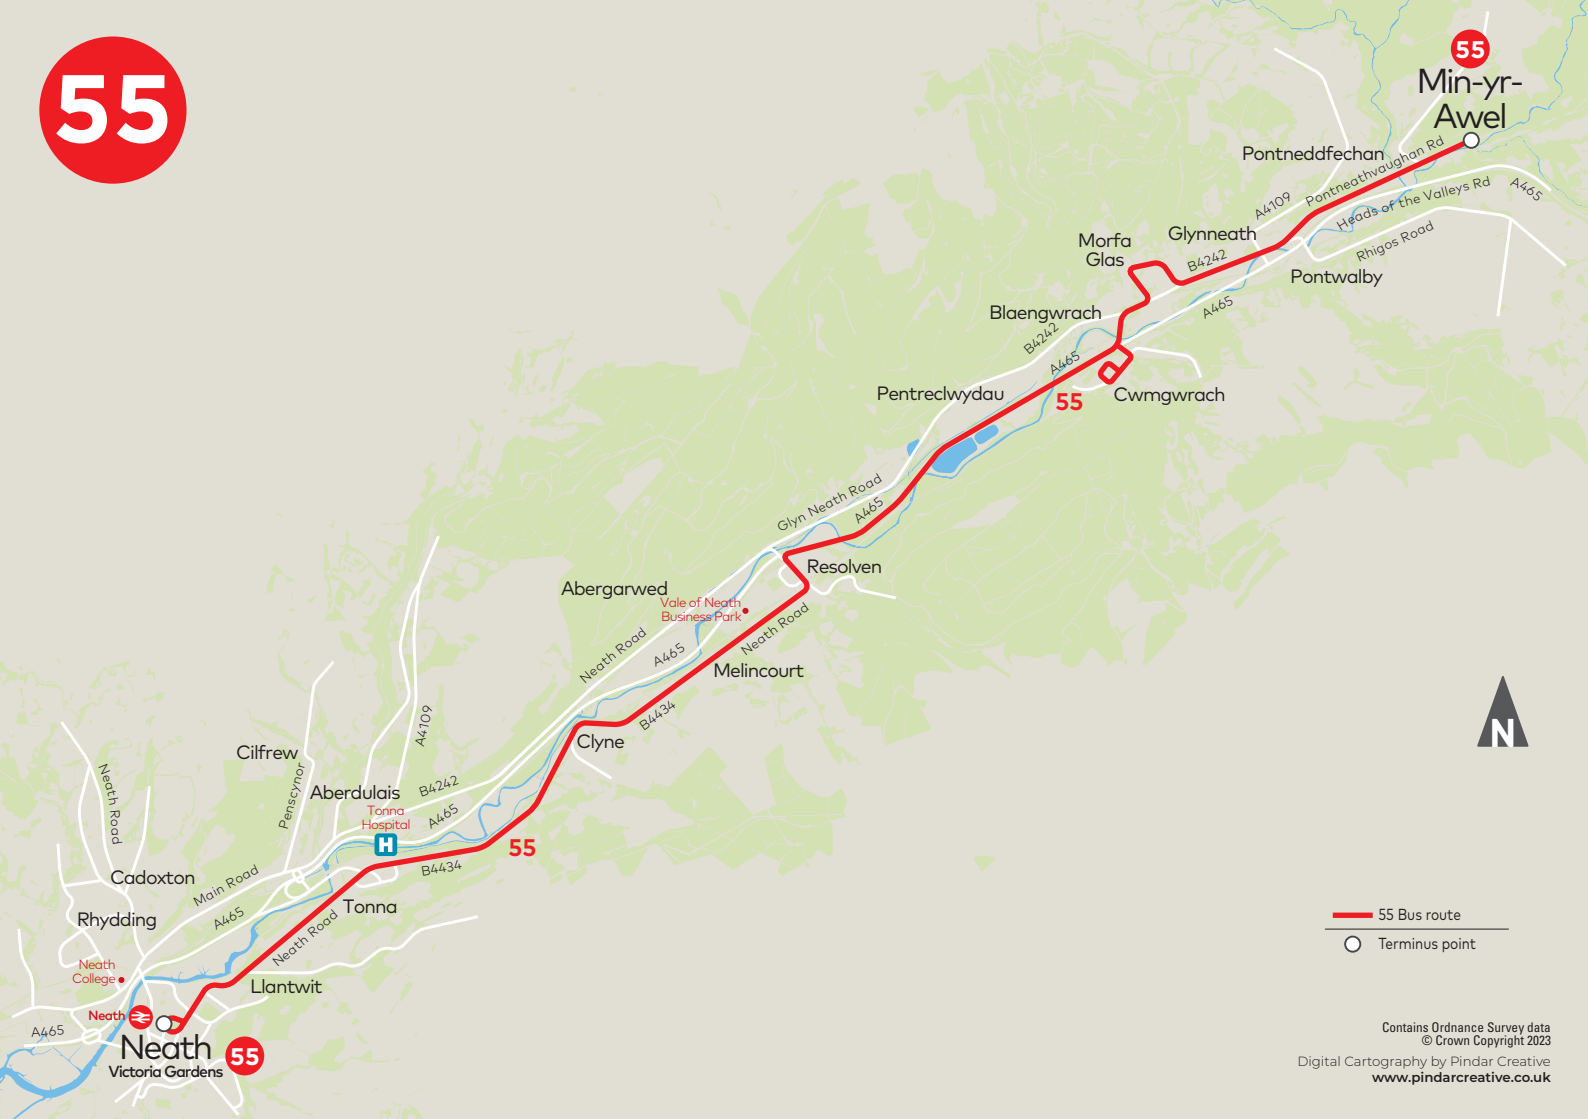 55
55
Min-yr-
Awel
Pontneddfechan
Pontneathvaughan Rd
A4109
Heads of the Valleys Rd
A465
Rhigos Road
Morfa
Glas
Glynneath
B4242
Pontwalby
A465
Blaengwrach
B4242
A465
Pentreclwydau
55
Cwmgwrach
Glyn Neath Road
A465
Resolven
Abergarwed
Vale of Neath
Business Park
Neath Road
Neath Road
A465
Melincourt
B4434
Clyne
A4109
Cilfrew
Penscynor
Neath Road
Aberdulais
B4242
Tonna
Hospital
H
A465
55
B4434
Cadoxton
Main Road
Tonna
Rhydding
A465
Neath Road
Neath
College
Llantwit
Neath
A465
Neath
Victoria Gardens
55
N
55 Bus route
Terminus point
Contains Ordnance Survey data
© Crown Copyright 2023
Digital Cartography by Pindar Creative
www.pindarcreative.co.uk